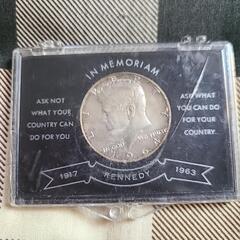 IN MEMORIAM
ASK NOT
WHAT YOUR
COUNTRY CAN
DO FOR YOU
ASK WHAT
YOU CAN DO
FOR YOUR
COUNTRY.
LIBERTY
IN GOD WE TRUST
1917 KENNEDY 1963